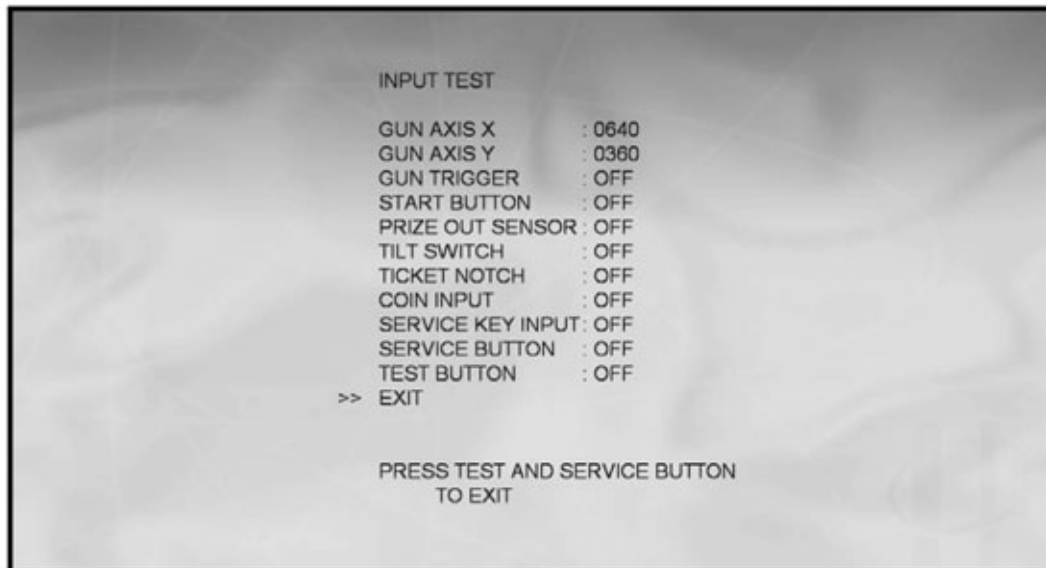 INPUT TEST
GUN AXIS X : 0640
GUN AXIS Y : 0360
GUN TRIGGER : OFF
START BUTTON : OFF
PRIZE OUT SENSOR : OFF
TILT SWITCH : OFF
TICKET NOTCH : OFF
COIN INPUT : OFF
SERVICE KEY INPUT : OFF
SERVICE BUTTON : OFF
TEST BUTTON : OFF
>> EXIT
PRESS TEST AND SERVICE BUTTON
TO EXIT